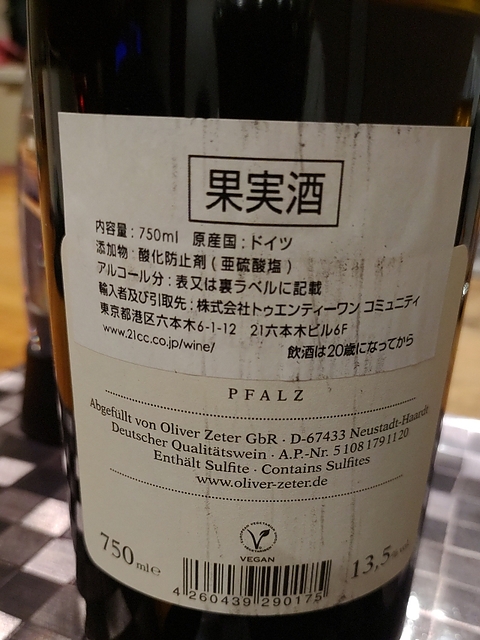 果実酒
内容量：750ml 原産国：ドイツ
添加物：酸化防止剤（亜硫酸塩）
アルコール分：表又は裏ラベルに記載
輸入者及び引取先：株式会社トゥエンティーワン コミュニティ
東京都港区六本木6-1-12 21六本木ビル6F
www.21cc.co.jp/wine/ 飲酒は20歳になってから
PFALZ
Abgefüllt von Oliver Zeter GbR · D-67433 Neustadt-Haardt
Deutscher Qualitätswein · A.P.-Nr. 5 108 179 11 20
Enthält Sulfite · Contains Sulfites
www.oliver-zeter.de
VEGAN
750 ml e 13,5
4 260439 290175